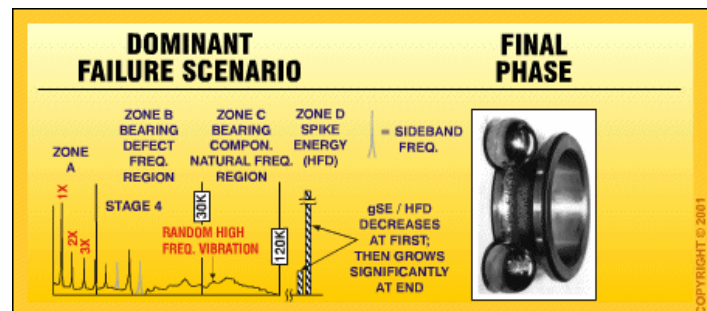 DOMINANT
FAILURE SCENARIO
FINAL
PHASE
ZONE
A
ZONE B
BEARING
DEFECT
FREQ.
REGION
ZONE C
BEARING
COMPON.
NATURAL FREQ.
REGION
ZONE D
SPIKE
ENERGY
(HFD)
= SIDEBAND
FREQ.
1X
2X
3X
STAGE 4
30K
RANDOM HIGH
FREQ. VIBRATION
120K
gSE / HFD
DECREASES
AT FIRST;
THEN GROWS
SIGNIFICANTLY
AT END
COPYRIGHT © 2001